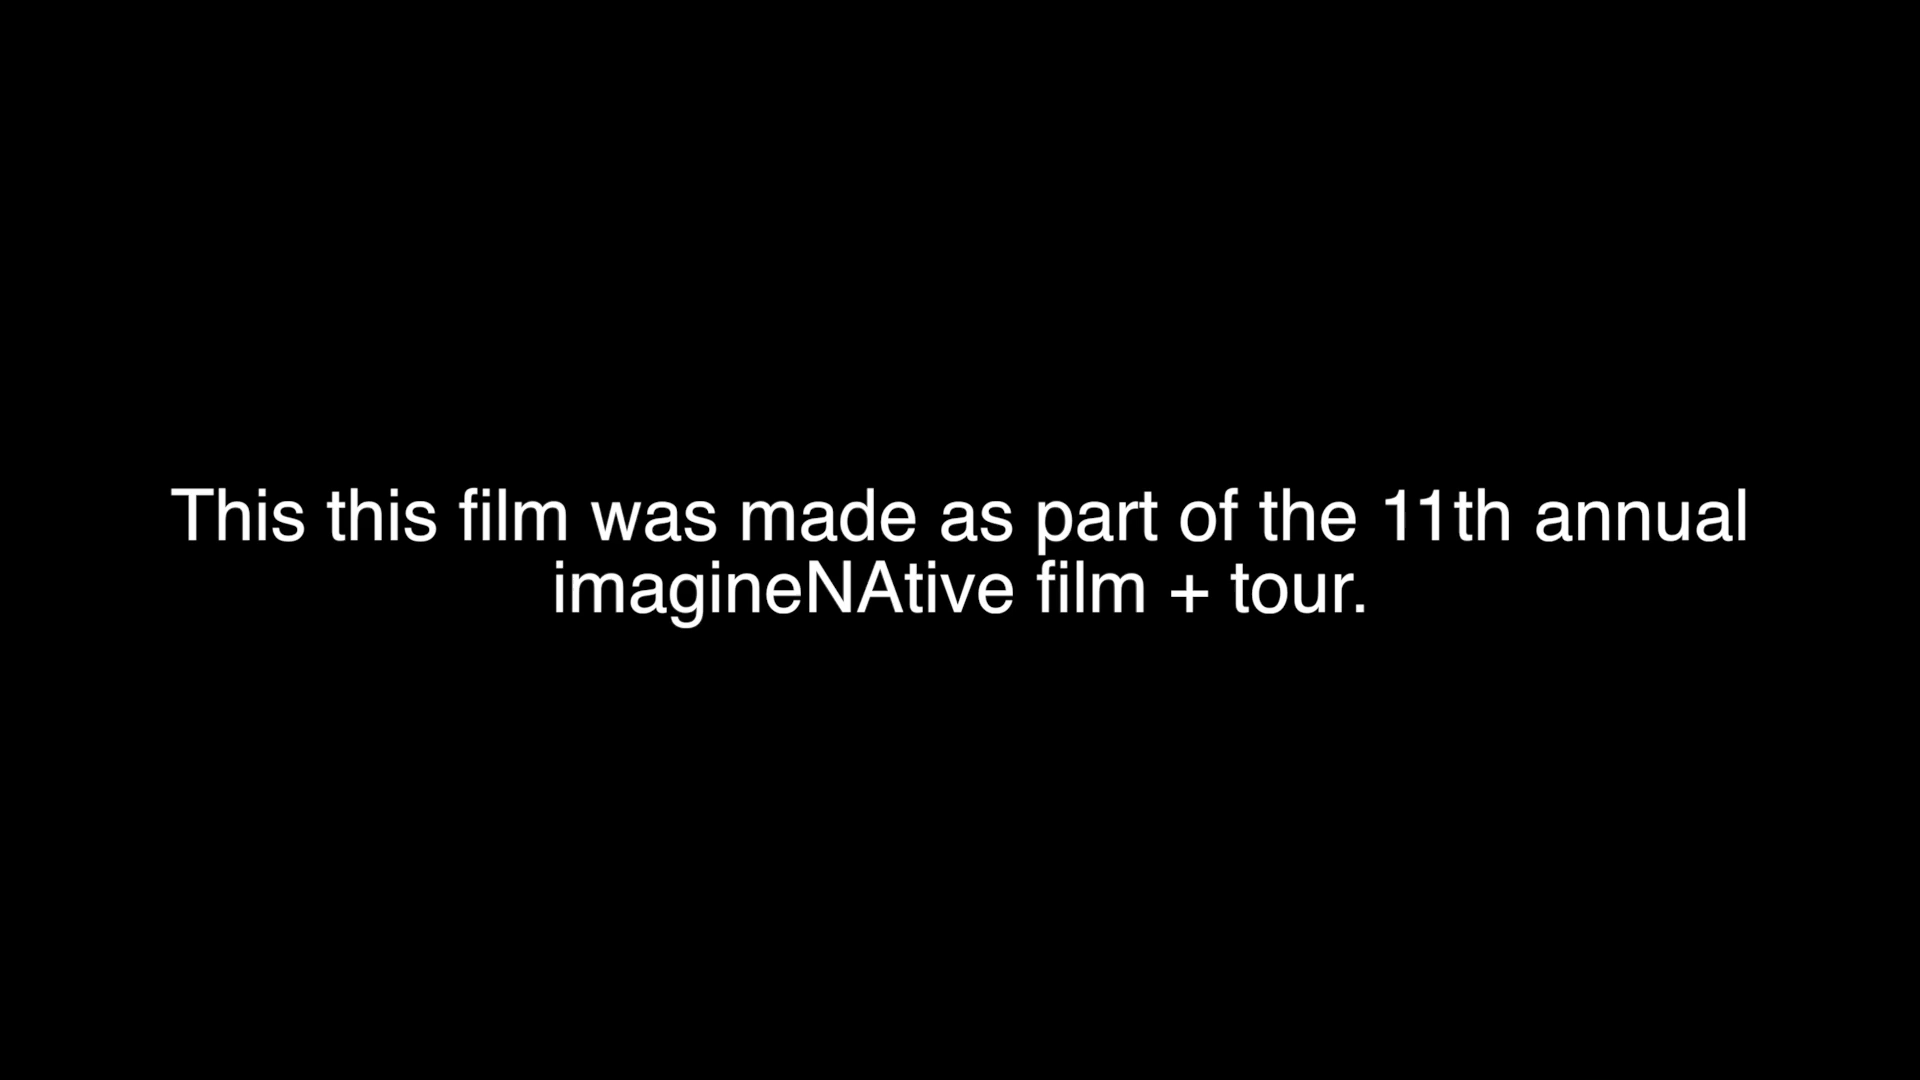 This this film was made as part of the 11th annual
imagineNAtive film + tour.